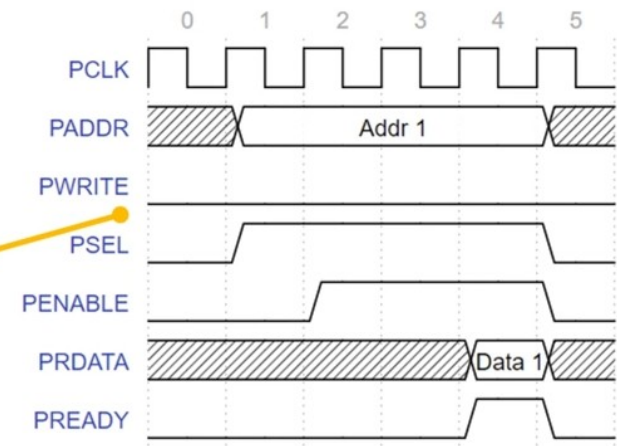 0 1 2 3 4 5
PCLK
PADDR Addr 1
PWRITE
PSEL
PENABLE
PRDATA Data 1
PREADY